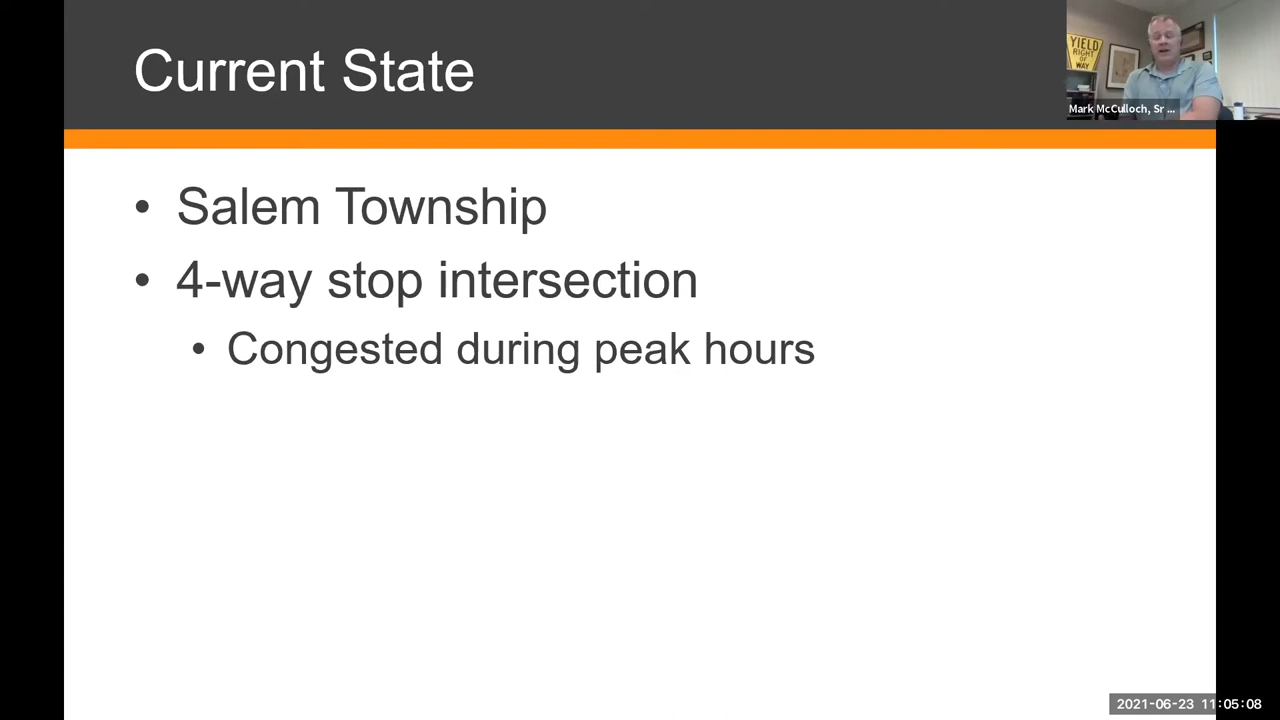 Current State
YIELD
RIGHT
OF
WAY
Mark McCulloch, Sr ...
• Salem Township
• 4-way stop intersection
• Congested during peak hours
2021-06-23 11:05:08